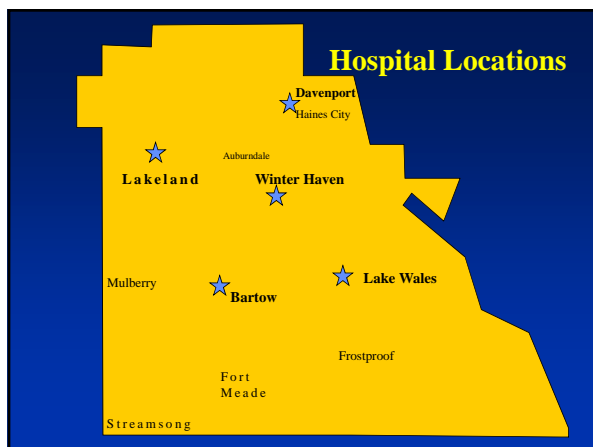 Hospital Locations
Davenport
Haines City
Auburndale
Lakeland
Winter Haven
Mulberry
Bartow
Lake Wales
Frostproof
Fort
Meade
Streamsong